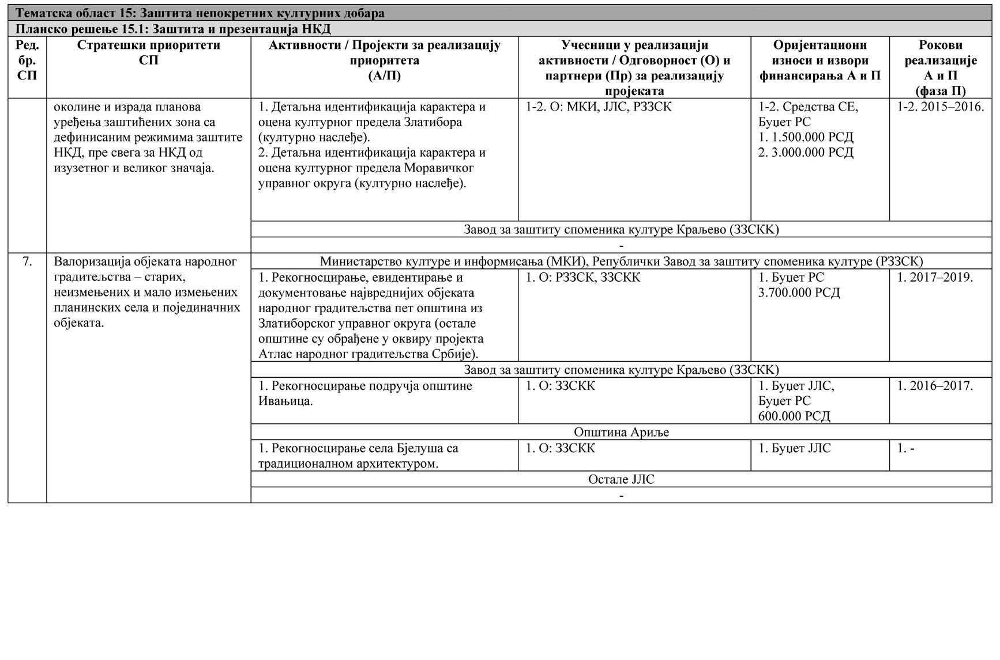 Тематска област 15: Заштита непокретних културних добара
Планско решење 15.1: Заштита и презентација НКД
Ред.
бр.
СП
Стратешки приоритети
СП
Активности / Пројекти за реализацију
приоритета
(А/П)
Учесници у реализацији
активности / Одговорност (О) и
партнери (Пр) за реализацију
пројеката
Оријентациони
износи и извори
финансирања А и П
Рокови
реализације
А и П
(фаза П)
околине и израда планова
уређења заштићених зона са
дефинисаним режимима заштите
НКД, пре свега за НКД од
изузетног и великог значаја.
1. Детаљна идентификација карактера и
оцена културног предела Златибора
(културно наслеђе).
2. Детаљна идентификација карактера и
оцена културног предела Моравичког
управног округа (културно наслеђе).
1-2. О: МКИ, ЈЛС, РЗЗСК
1-2. Средства СЕ,
Буџет РС
1. 1.500.000 РСД
2. 3.000.000 РСД
1-2. 2015–2016.
Завод за заштиту споменика културе Краљево (ЗЗСКК)
-
7.
Валоризација објеката народног
градитељства – старих,
неизмењених и мало измењених
планинских села и појединачних
објеката.
Министарство културе и информисања (МКИ), Републички Завод за заштиту споменика културе (РЗЗСК)
1. Рекогносцирање, евидентирање и
документовање највреднијих објеката
народног градитељства пет општина из
Златиборског управног округа (остале
општине су обрађене у оквиру пројекта
Атлас народног градитељства Србије).
1. О: РЗЗСК, ЗЗСКК
1. Буџет РС
3.700.000 РСД
1. 2017–2019.
Завод за заштиту споменика културе Краљево (ЗЗСКК)
1. Рекогносцирање подручја општине
Ивањица.
1. О: ЗЗСКК
1. Буџет ЈЛС,
Буџет РС
600.000 РСД
1. 2016–2017.
Општина Ариље
1. Рекогносцирање села Бјелуша са
традиционалном архитектуром.
1. О: ЗЗСКК
1. Буџет ЈЛС
1. -
Остале ЈЛС
-